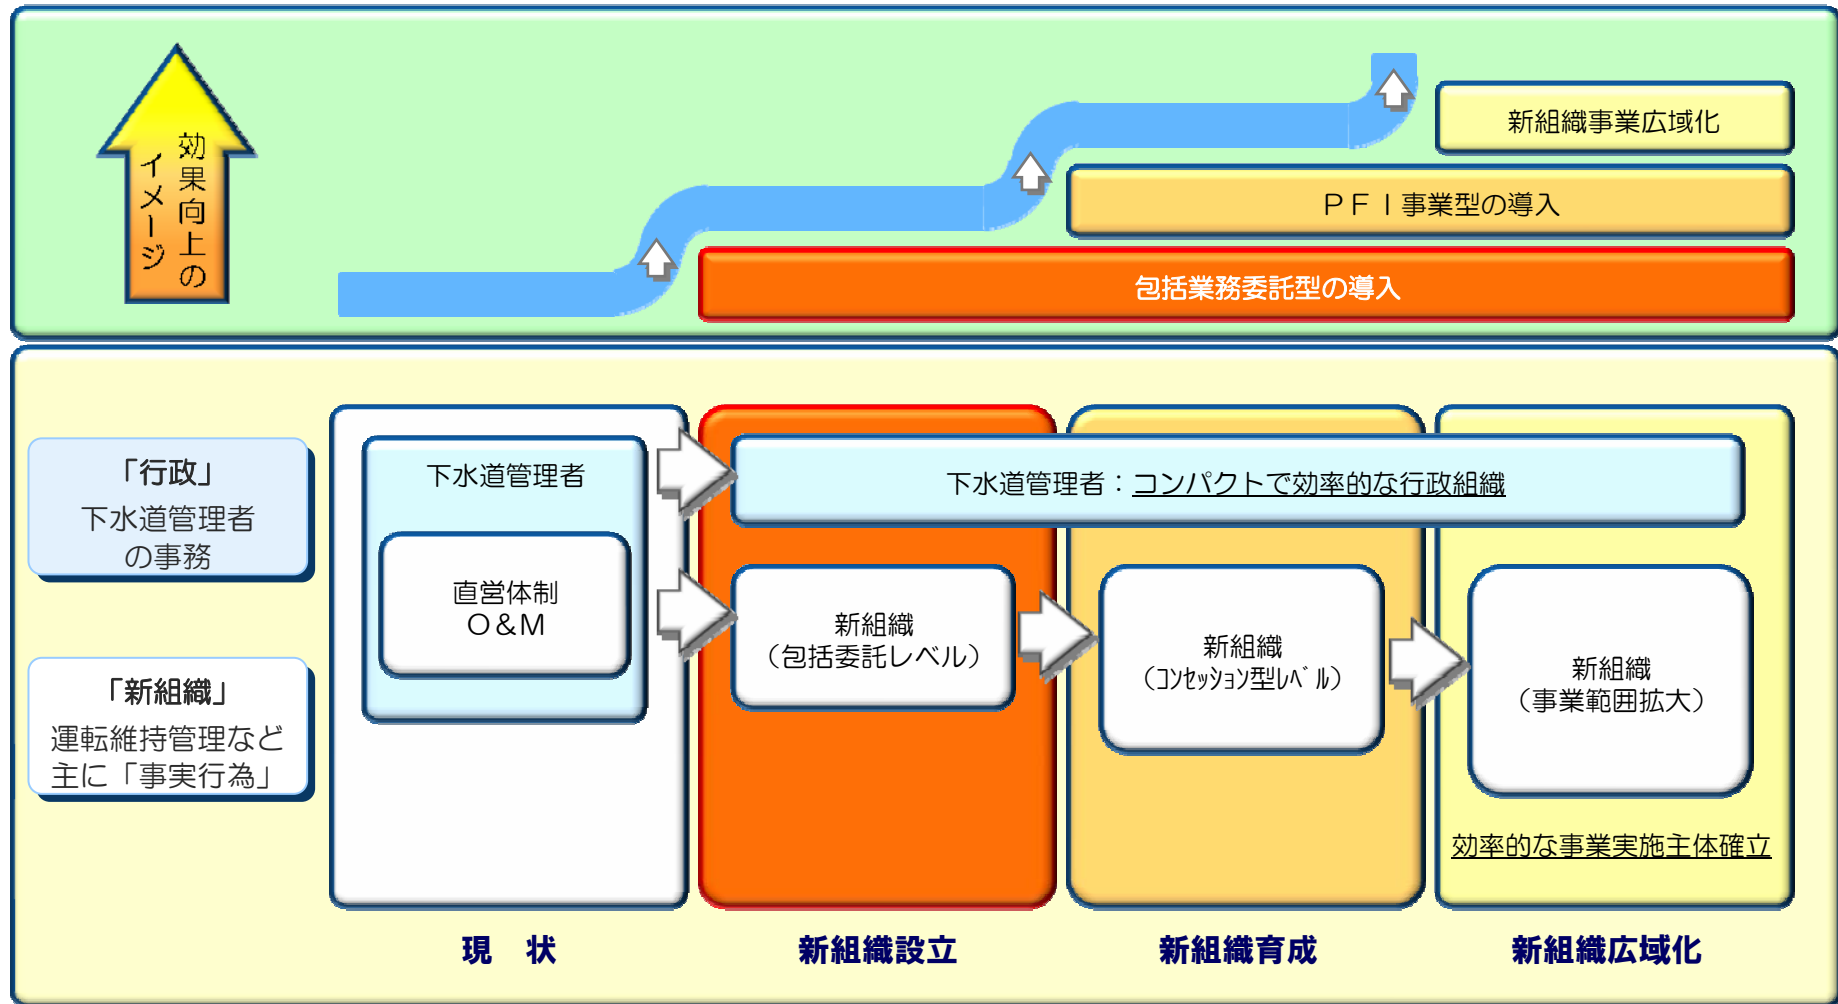 効果向上の
イメージ
新組織事業広域化
ＰＦＩ事業型の導入
包括業務委託型の導入
「行政」
下水道管理者
の事務
「新組織」
運転維持管理など
主に「事実行為」
下水道管理者
直営体制
Ｏ＆Ｍ
下水道管理者：コンパクトで効率的な行政組織
新組織
（包括委託レベル）
新組織
（ｺﾝｾｯｼｮﾝ型ﾚﾍﾞﾙ）
新組織
（事業範囲拡大）
効率的な事業実施主体確立
現　状
新組織設立
新組織育成
新組織広域化